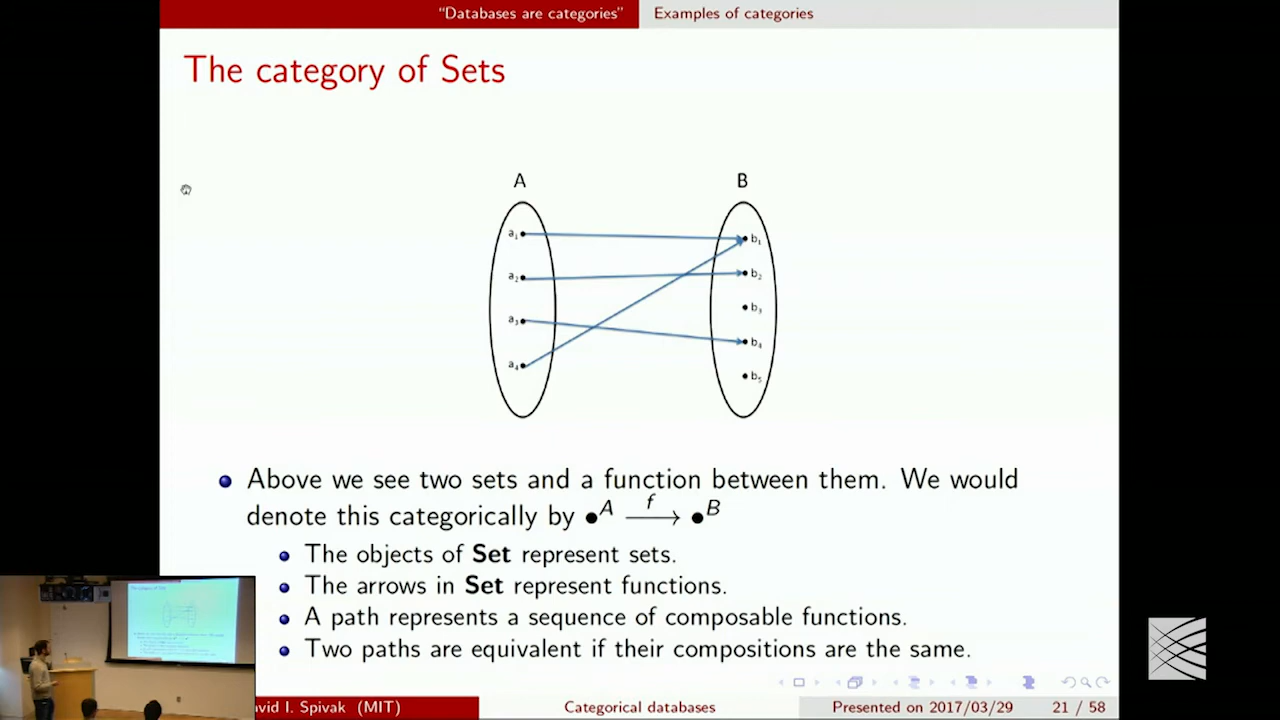 "Databases are categories" Examples of categories
The category of Sets
A B
a₁ b₁
a₂ b₂
a₃ b₃
a₄ b₄
b₅
Above we see two sets and a function between them. We would
denote this categorically by •ᴬ —f→ •ᴮ
The objects of Set represent sets.
The arrows in Set represent functions.
A path represents a sequence of composable functions.
Two paths are equivalent if their compositions are the same.
avid I. Spivak (MIT) Categorical databases Presented on 2017/03/29 21 / 58